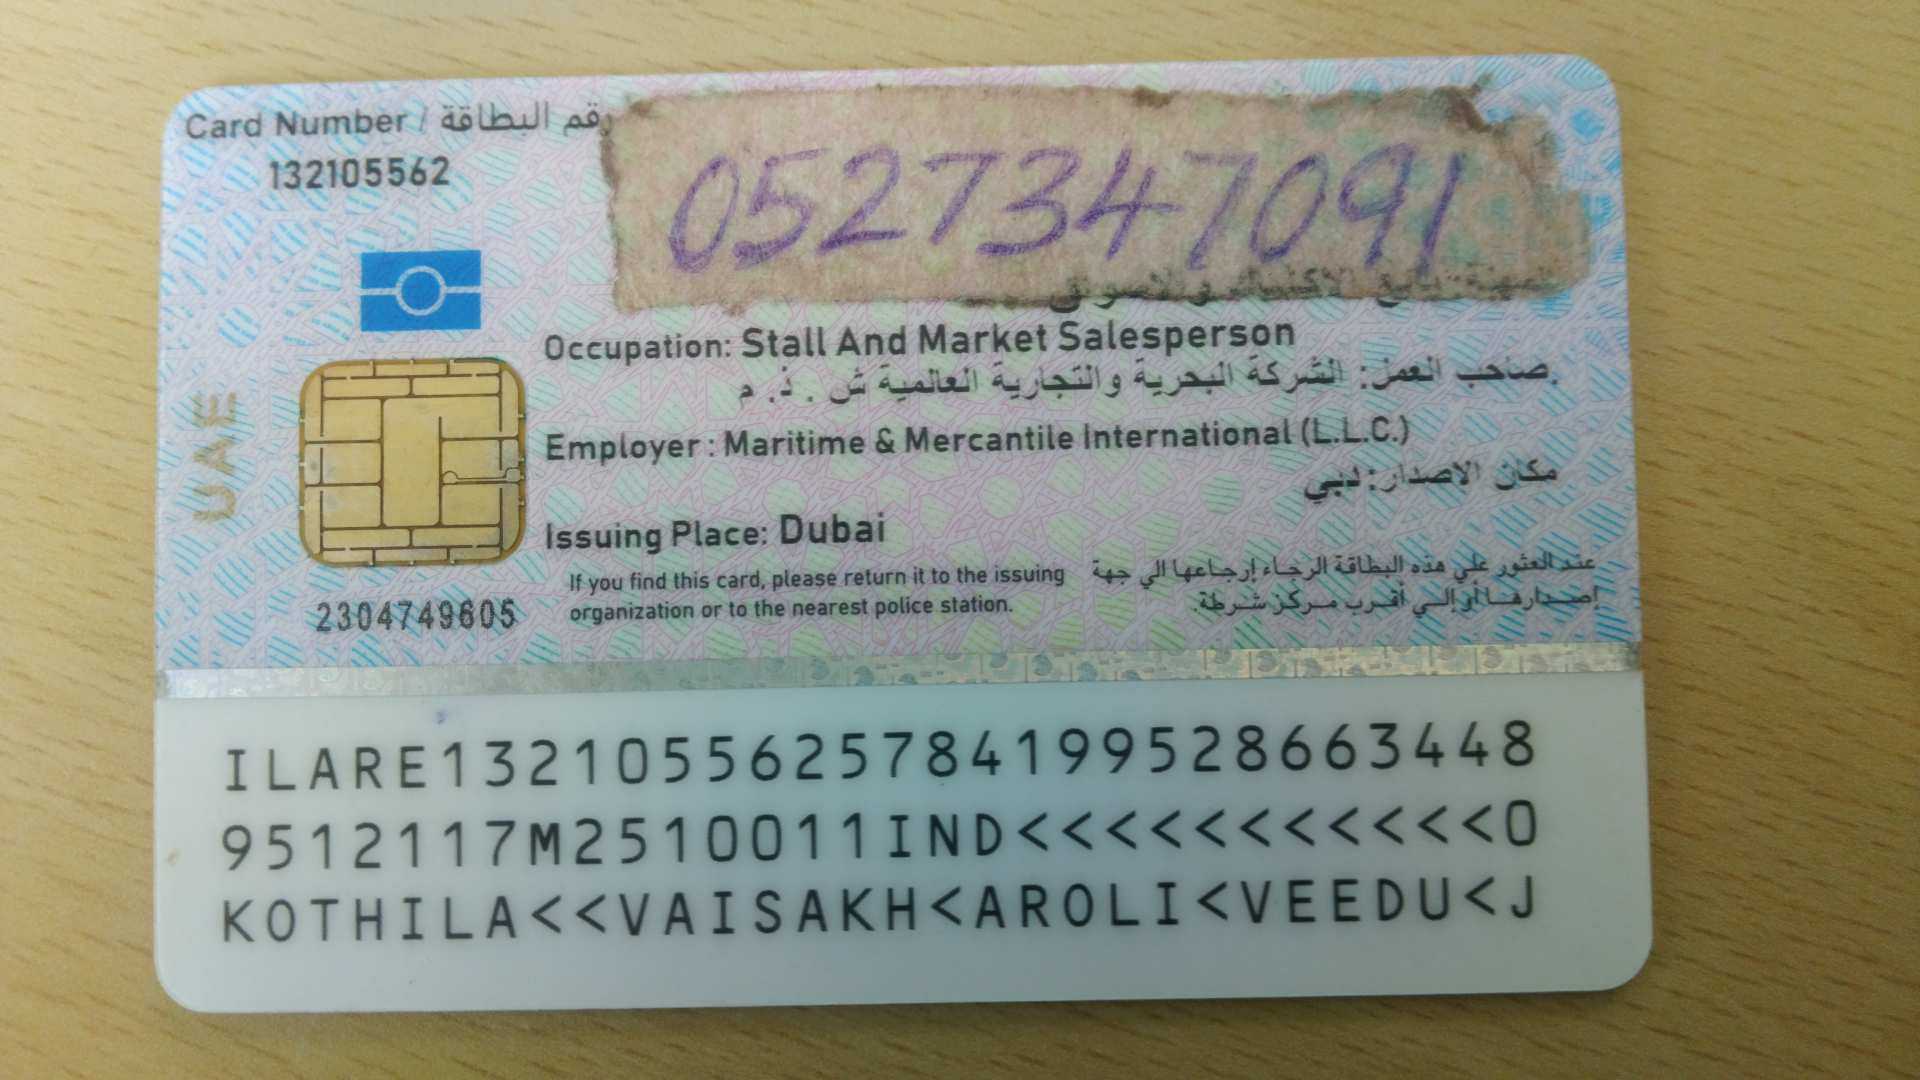 Card Number / رقم البطاقة
132105562
0527347091
Occupation: Stall And Market Salesperson
صاحب العمل: الشركة البحرية والتجارية العالمية ش . ذ. م.
Employer : Maritime & Mercantile International (L.L.C.)
مكان الاصدار: دبي
Issuing Place: Dubai
UAE
عند العثور علي هذه البطاقة الرجاء إرجاعها الي جهة
إصدارها أو إلي أقرب مركز شرطة.
If you find this card, please return it to the issuing
organization or to the nearest police station.
2304749605
ILARE1321055625784199528663448
9512117M2510011IND<<<<<<<<<<<0
KOTHILA<<VAISAKH<AROLI<VEEDU<J